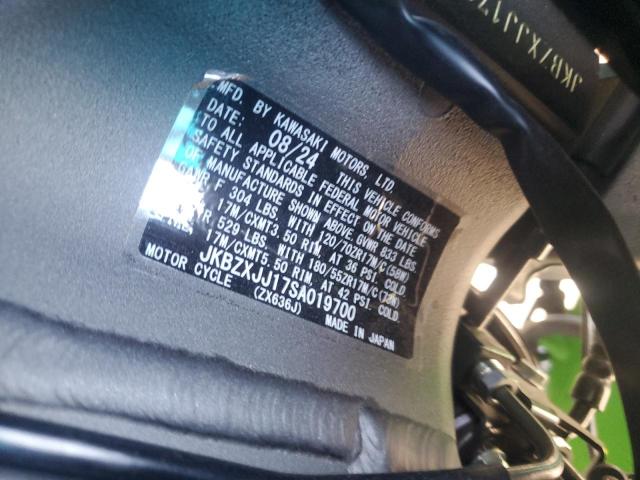 MFD. BY KAWASAKI MOTORS, LTD.
DATE: 08/24 THIS VEHICLE CONFORMS
TO ALL APPLICABLE FEDERAL MOTOR VEHICLE
SAFETY STANDARDS IN EFFECT ON THE DATE
OF MANUFACTURE SHOWN ABOVE. GVWR 833 LBS.
GAWR F 304 LBS. WITH 120/70ZR17M/C(58W)
17M/CXMT3.50 RIM, AT 36 PSI COLD
529 LBS. WITH 180/55ZR17M/C(73W)
17M/CXMT5.50 RIM, AT 42 PSI COLD
JKBZXJJ17SA019700
MOTOR CYCLE (ZX636J) MADE IN JAPAN